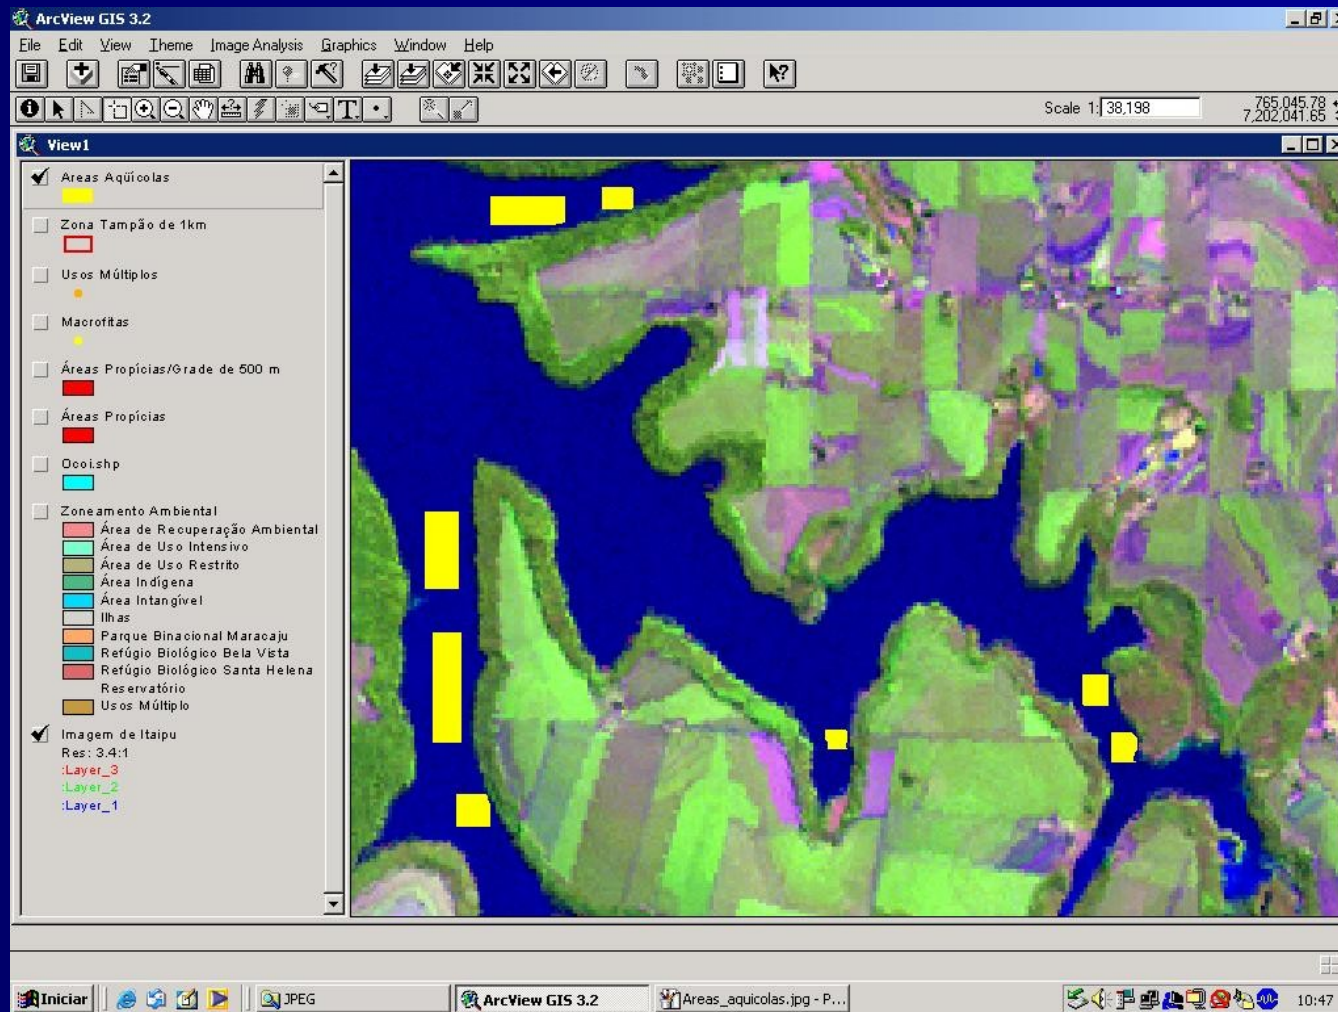 ArcView GIS 3.2
File Edit View Theme Image Analysis Graphics Window Help
Scale 1: 38,198
765,045.78
7,202,041.65
View1
Areas Aqüícolas
Zona Tampão de 1km
Usos Múltiplos
Macrofitas
Áreas Propícias/Grade de 500 m
Áreas Propícias
Ocoi.shp
Zoneamento Ambiental
Área de Recuperação Ambiental
Área de Uso Intensivo
Área de Uso Restrito
Área Indígena
Área Intangível
Ilhas
Parque Binacional Maracaju
Refúgio Biológico Bela Vista
Refúgio Biológico Santa Helena
Reservatório
Usos Múltiplo
Imagem de Itaipu
Res: 3.4:1
:Layer_3
:Layer_2
:Layer_1
Iniciar JPEG ArcView GIS 3.2 Areas_aquicolas.jpg - P... 10:47